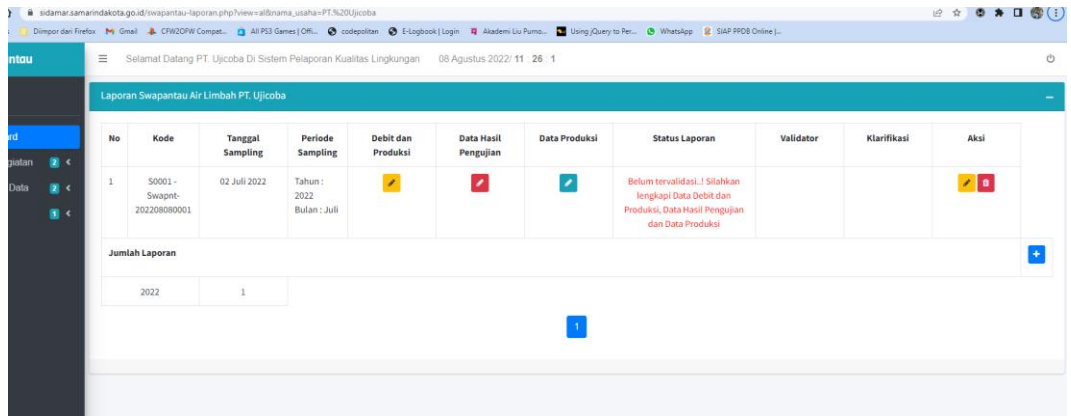 sidamar.samarindakota.go.id/swapantau-laporan.php?view=al&nama_usaha=PT.%20Ujicoba
Diimpor dari Firefox Gmail CFW2OFW Compat... All PS3 Games | Offi... codepolitan E-Logbook | Login Akademi Liu Purno... Using jQuery to Per... WhatsApp SIAP PPDB Online |...
ntau Selamat Datang PT. Ujicoba Di Sistem Pelaporan Kualitas Lingkungan 08 Agustus 2022/ 11 : 26 : 1
Laporan Swapantau Air Limbah PT. Ujicoba
rd
giatan 2
Data 2
1
No Kode Tanggal Sampling Periode Sampling Debit dan Produksi Data Hasil Pengujian Data Produksi Status Laporan Validator Klarifikasi Aksi
1 S0001 - Swapnt-202208080001 02 Juli 2022 Tahun : 2022 Bulan : Juli Belum tervalidasi..! Silahkan lengkapi Data Debit dan Produksi, Data Hasil Pengujian dan Data Produksi
Jumlah Laporan
2022 1
1